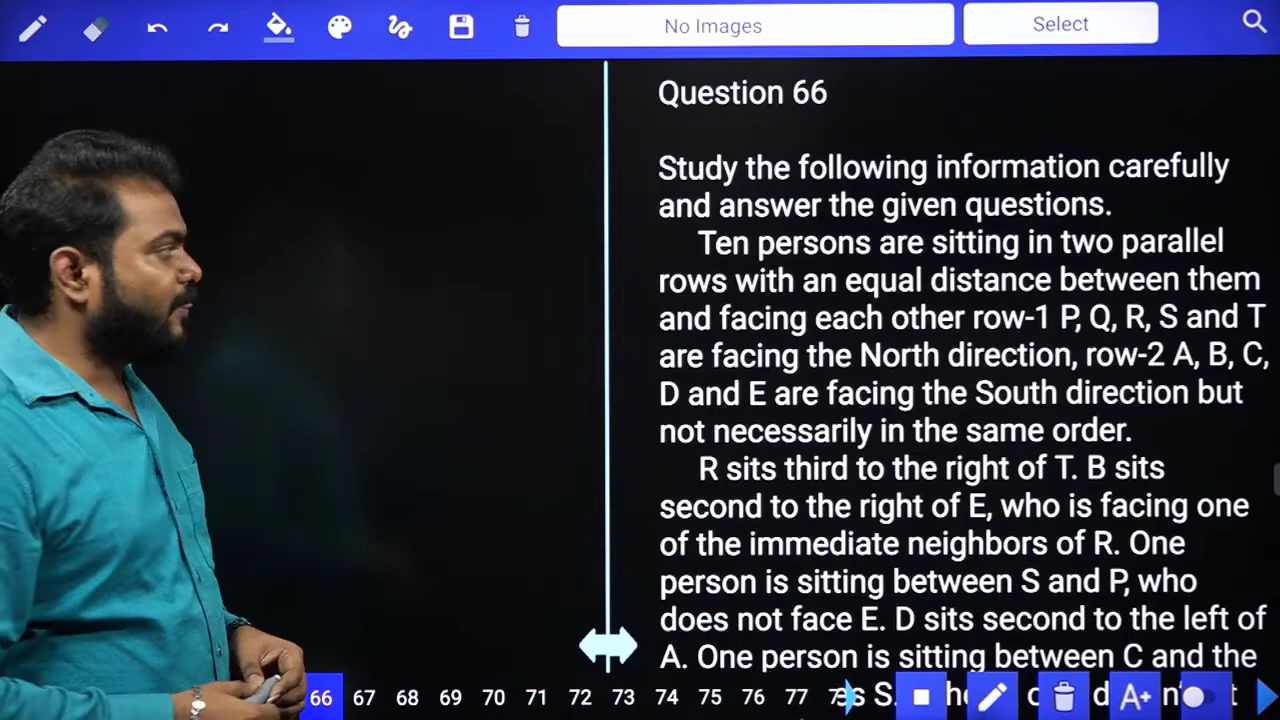 No Images
Select
Question 66
Study the following information carefully
and answer the given questions.
Ten persons are sitting in two parallel
rows with an equal distance between them
and facing each other row-1 P, Q, R, S and T
are facing the North direction, row-2 A, B, C,
D and E are facing the South direction but
not necessarily in the same order.
R sits third to the right of T. B sits
second to the right of E, who is facing one
of the immediate neighbors of R. One
person is sitting between S and P, who
does not face E. D sits second to the left of
A. One person is sitting between C and the
66 67 68 69 70 71 72 73 74 75 76 77
A+